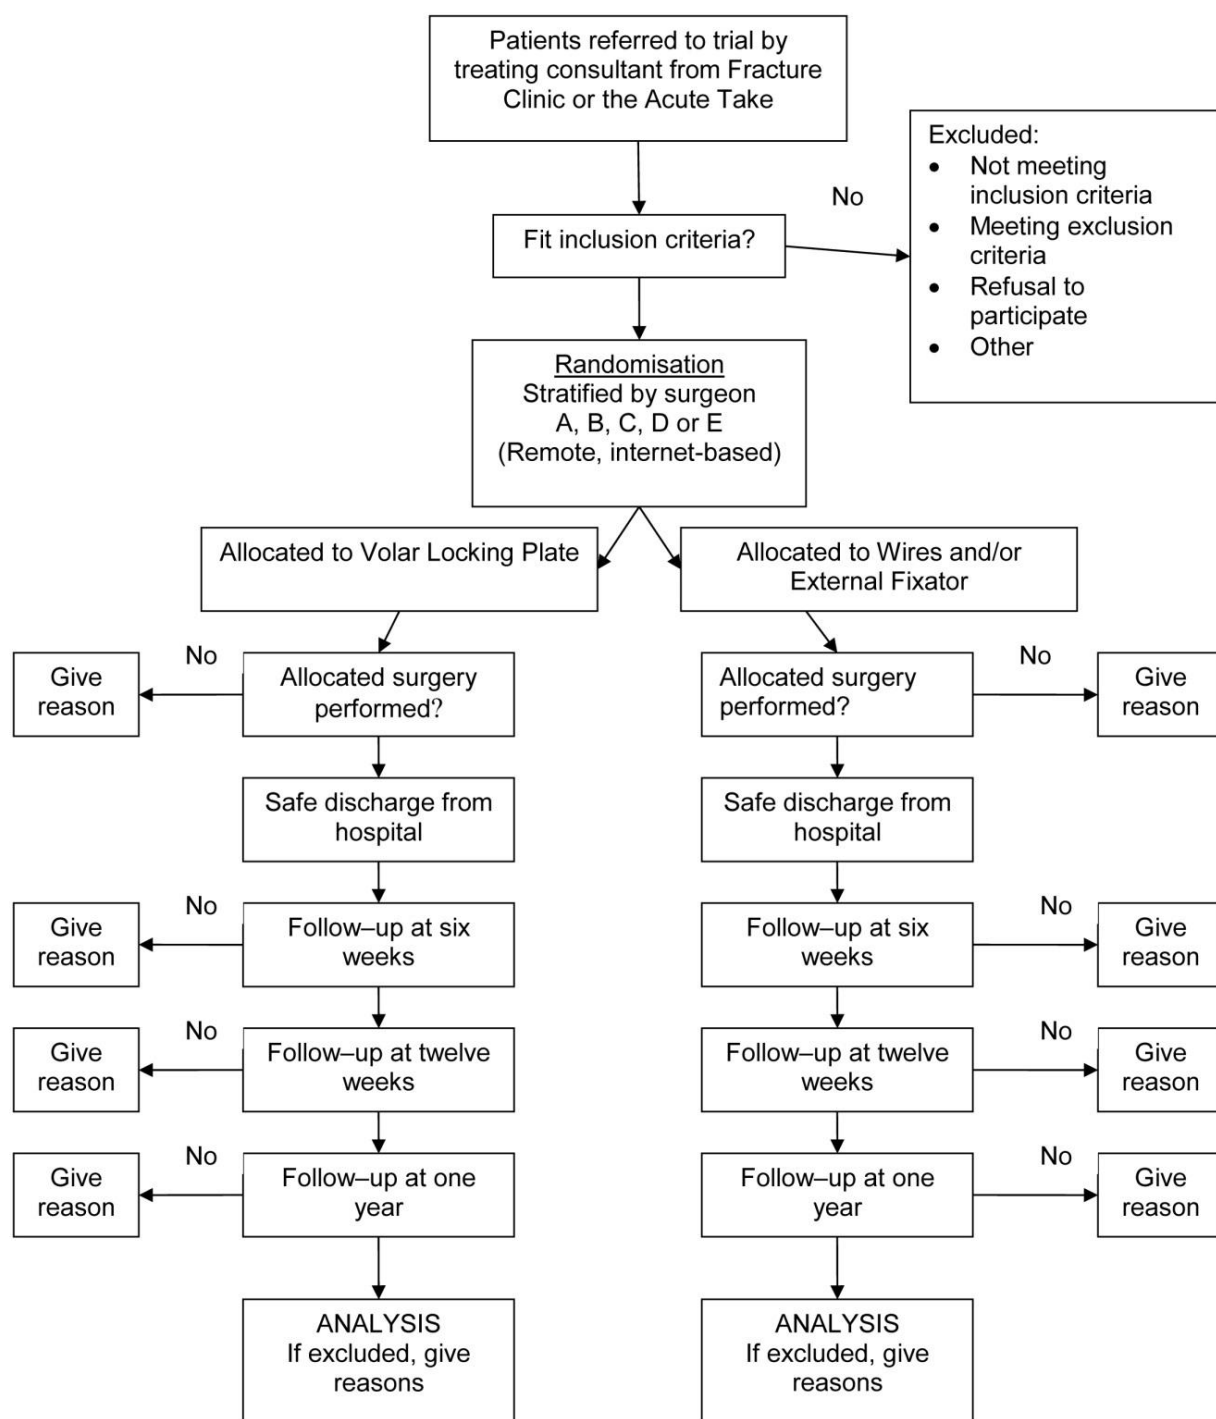 Patients referred to trial by
treating consultant from Fracture
Clinic or the Acute Take
Excluded:
• Not meeting
inclusion criteria
• Meeting exclusion
criteria
• Refusal to
participate
• Other
No
Fit inclusion criteria?
Randomisation
Stratified by surgeon
A, B, C, D or E
(Remote, internet-based)
Allocated to Volar Locking Plate
Allocated to Wires and/or
External Fixator
Give
reason
No
Allocated surgery
performed?
Allocated surgery
performed?
No
Give
reason
Safe discharge from
hospital
Safe discharge from
hospital
Give
reason
No
Follow–up at six
weeks
Follow–up at six
weeks
No
Give
reason
Give
reason
No
Follow–up at twelve
weeks
Follow–up at twelve
weeks
No
Give
reason
Give
reason
No
Follow–up at one
year
Follow–up at one
year
No
Give
reason
ANALYSIS
If excluded, give
reasons
ANALYSIS
If excluded, give
reasons